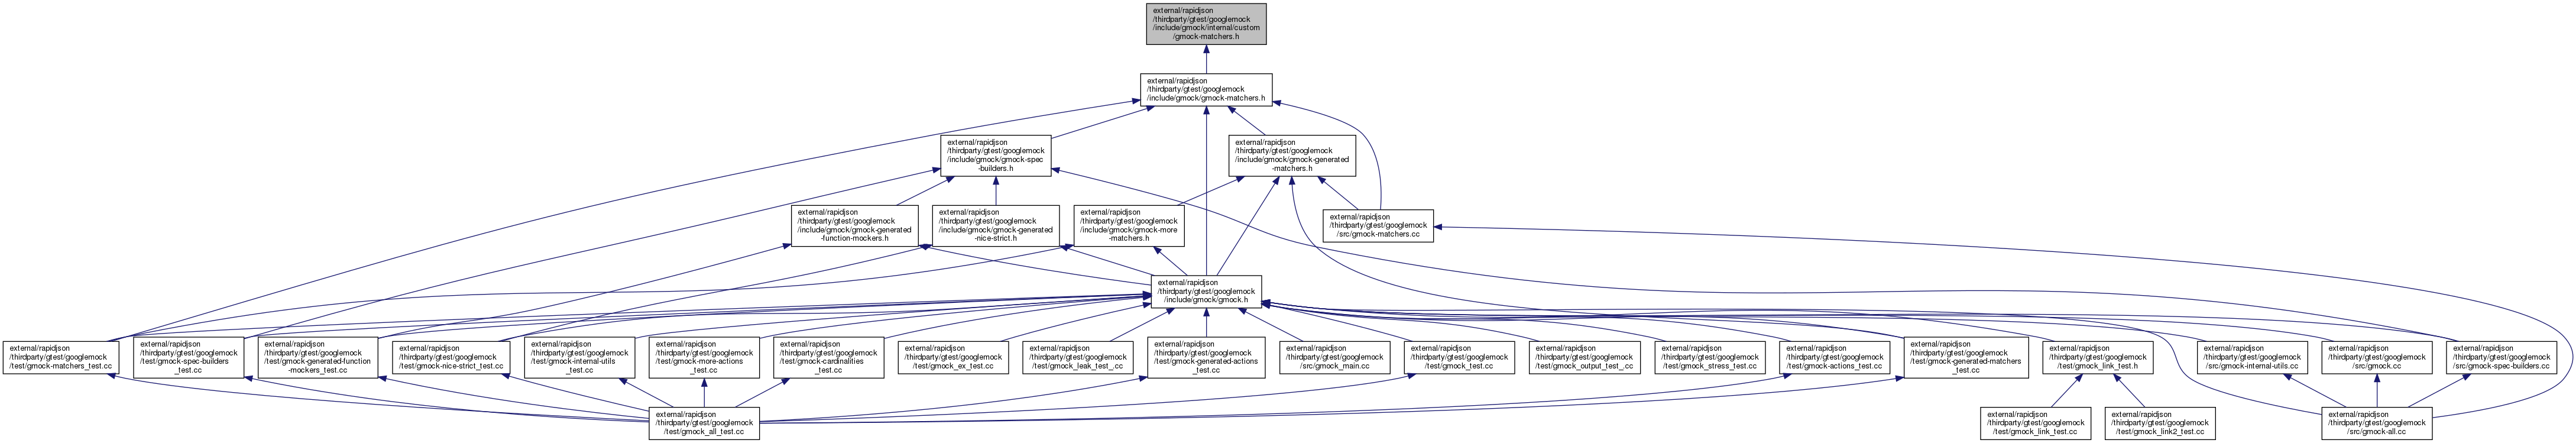 external/rapidjson
/thirdparty/gtest/googlemock
/include/gmock/internal/custom
/gmock-matchers.h
external/rapidjson
/thirdparty/gtest/googlemock
/include/gmock/gmock-matchers.h
external/rapidjson
/thirdparty/gtest/googlemock
/include/gmock/gmock-spec
-builders.h
external/rapidjson
/thirdparty/gtest/googlemock
/include/gmock/gmock-generated
-matchers.h
external/rapidjson
/thirdparty/gtest/googlemock
/include/gmock/gmock-generated
-function-mockers.h
external/rapidjson
/thirdparty/gtest/googlemock
/include/gmock/gmock-generated
-nice-strict.h
external/rapidjson
/thirdparty/gtest/googlemock
/include/gmock/gmock-more
-matchers.h
external/rapidjson
/thirdparty/gtest/googlemock
/src/gmock-matchers.cc
external/rapidjson
/thirdparty/gtest/googlemock
/include/gmock/gmock.h
external/rapidjson
/thirdparty/gtest/googlemock
/test/gmock-matchers_test.cc
external/rapidjson
/thirdparty/gtest/googlemock
/test/gmock-spec-builders
_test.cc
external/rapidjson
/thirdparty/gtest/googlemock
/test/gmock-generated-function
-mockers_test.cc
external/rapidjson
/thirdparty/gtest/googlemock
/test/gmock-nice-strict_test.cc
external/rapidjson
/thirdparty/gtest/googlemock
/test/gmock-internal-utils
_test.cc
external/rapidjson
/thirdparty/gtest/googlemock
/test/gmock-more-actions
_test.cc
external/rapidjson
/thirdparty/gtest/googlemock
/test/gmock-cardinalities
_test.cc
external/rapidjson
/thirdparty/gtest/googlemock
/test/gmock_ex_test.cc
external/rapidjson
/thirdparty/gtest/googlemock
/test/gmock_leak_test_.cc
external/rapidjson
/thirdparty/gtest/googlemock
/test/gmock-generated-actions
_test.cc
external/rapidjson
/thirdparty/gtest/googlemock
/src/gmock_main.cc
external/rapidjson
/thirdparty/gtest/googlemock
/test/gmock_test.cc
external/rapidjson
/thirdparty/gtest/googlemock
/test/gmock_output_test_.cc
external/rapidjson
/thirdparty/gtest/googlemock
/test/gmock_stress_test.cc
external/rapidjson
/thirdparty/gtest/googlemock
/test/gmock-actions_test.cc
external/rapidjson
/thirdparty/gtest/googlemock
/test/gmock-generated-matchers
_test.cc
external/rapidjson
/thirdparty/gtest/googlemock
/test/gmock_link_test.h
external/rapidjson
/thirdparty/gtest/googlemock
/src/gmock-internal-utils.cc
external/rapidjson
/thirdparty/gtest/googlemock
/src/gmock.cc
external/rapidjson
/thirdparty/gtest/googlemock
/src/gmock-spec-builders.cc
external/rapidjson
/thirdparty/gtest/googlemock
/test/gmock_all_test.cc
external/rapidjson
/thirdparty/gtest/googlemock
/test/gmock_link_test.cc
external/rapidjson
/thirdparty/gtest/googlemock
/test/gmock_link2_test.cc
external/rapidjson
/thirdparty/gtest/googlemock
/src/gmock-all.cc